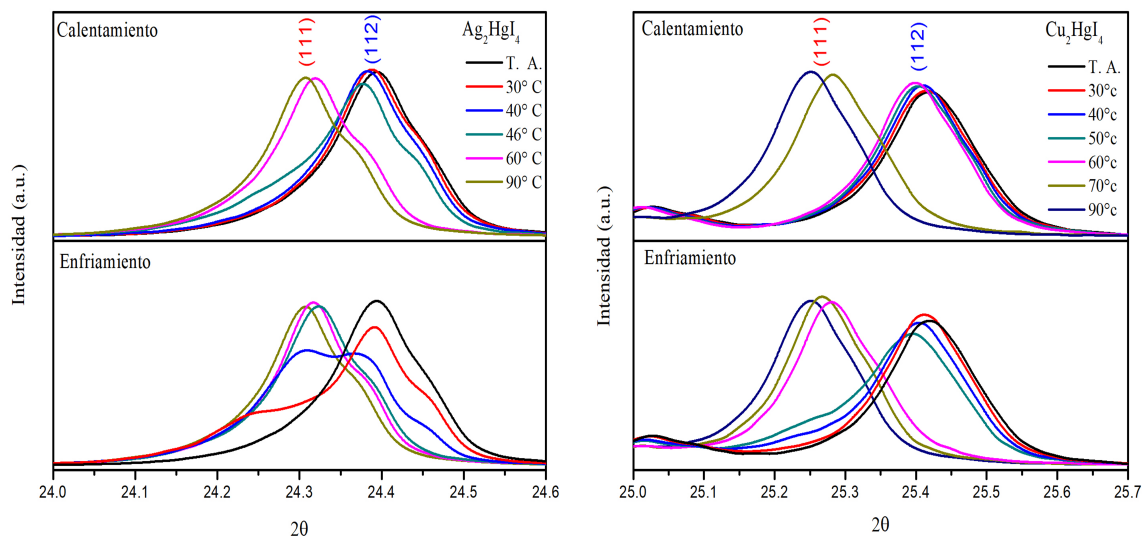 Calentamiento
(111)
(112)
Ag₂HgI₄
T. A.
30° C
40° C
46° C
60° C
90° C
Enfriamiento
Intensidad (a.u.)
24.0 24.1 24.2 24.3 24.4 24.5 24.6
2θ
Calentamiento
(111)
(112)
Cu₂HgI₄
T. A.
30°c
40°c
50°c
60°c
70°c
90°c
Enfriamiento
Intensidad (a.u.)
25.0 25.1 25.2 25.3 25.4 25.5 25.6 25.7
2θ